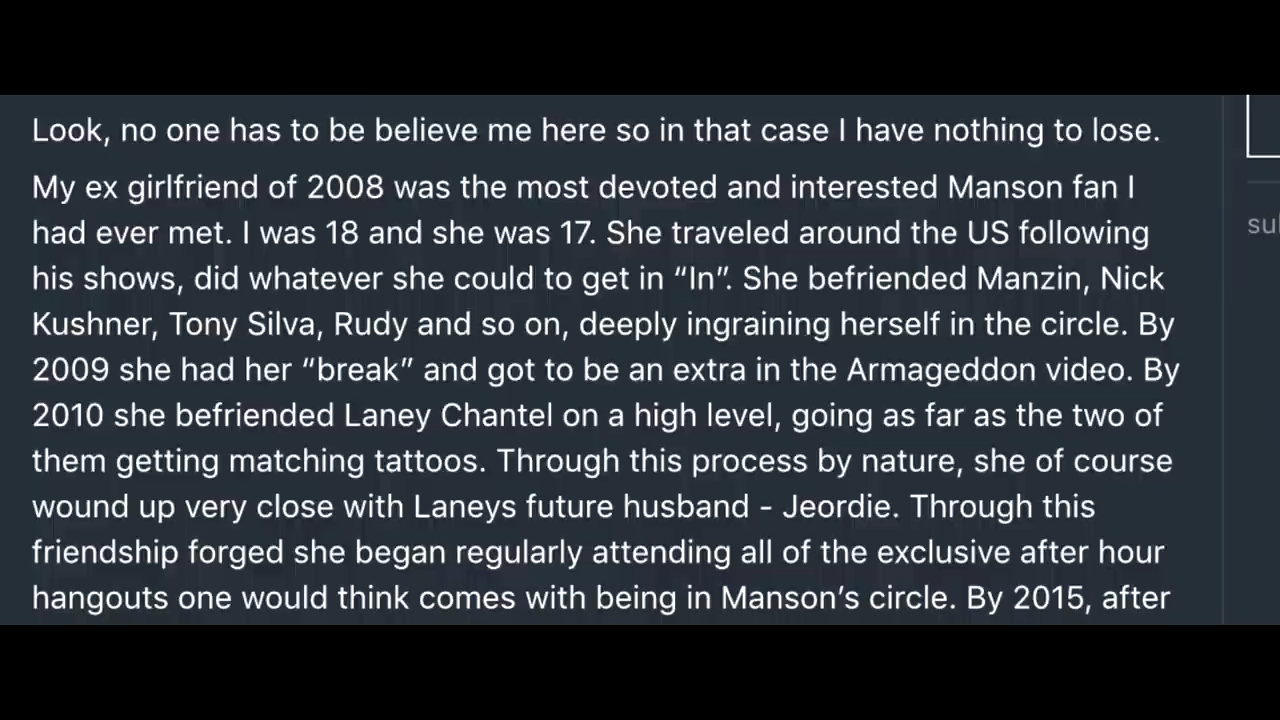 Look, no one has to be believe me here so in that case I have nothing to lose.
My ex girlfriend of 2008 was the most devoted and interested Manson fan I
had ever met. I was 18 and she was 17. She traveled around the US following
his shows, did whatever she could to get in “In”. She befriended Manzin, Nick
Kushner, Tony Silva, Rudy and so on, deeply ingraining herself in the circle. By
2009 she had her “break” and got to be an extra in the Armageddon video. By
2010 she befriended Laney Chantel on a high level, going as far as the two of
them getting matching tattoos. Through this process by nature, she of course
wound up very close with Laneys future husband - Jeordie. Through this
friendship forged she began regularly attending all of the exclusive after hour
hangouts one would think comes with being in Manson’s circle. By 2015, after